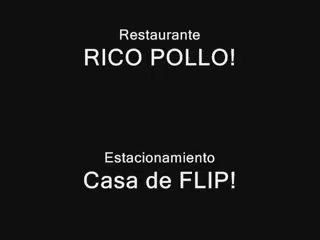 Restaurante
RICO POLLO!
Estacionamiento
Casa de FLIP!